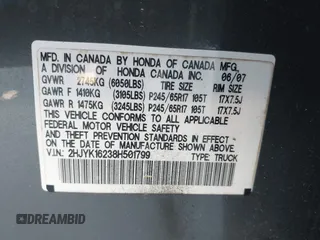 MFD. IN CANADA BY HONDA OF CANADA MFG.
A DIVISION OF HONDA CANADA INC. 06/07
GVWR 2745KG (6050LBS) TIRE SIZE RIM SIZE
GAWR F 1410KG (3105LBS) P245/65R17 105T 17X7.5J
GAWR R 1475KG (3245LBS) P245/65R17 105T 17X7.5J
THIS VEHICLE CONFORMS TO ALL APPLICABLE
FEDERAL MOTOR VEHICLE SAFETY
AND THEFT PREVENTION STANDARDS IN EFFECT
ON THE DATE OF MANUFACTURE SHOWN ABOVE.
V.I.N.: 2HJYK16238H501799 TYPE: TRUCK
DREAMBID